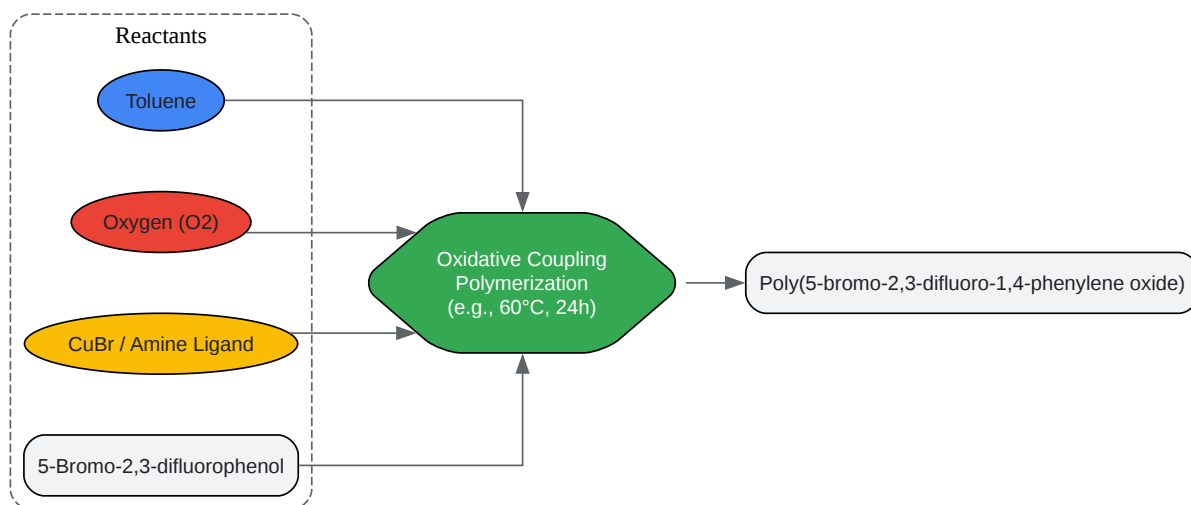 Reactants
Toluene
Oxygen (O2)
CuBr / Amine Ligand
5-Bromo-2,3-difluorophenol
Oxidative Coupling
Polymerization
(e.g., 60°C, 24h)
Poly(5-bromo-2,3-difluoro-1,4-phenylene oxide)